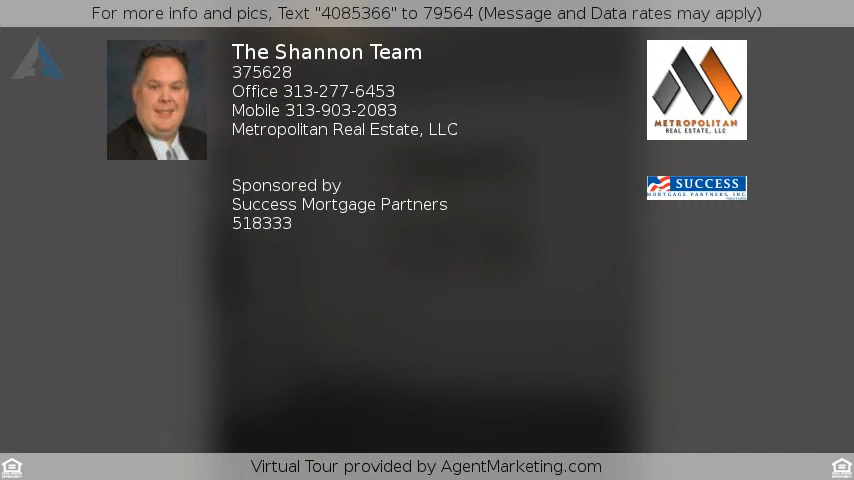 For more info and pics, Text "4085366" to 79564 (Message and Data rates may apply)
The Shannon Team
375628
Office 313-277-6453
Mobile 313-903-2083
Metropolitan Real Estate, LLC
METROPOLITAN
REAL ESTATE, LLC
Sponsored by
Success Mortgage Partners
518333
SUCCESS
MORTGAGE PARTNERS, INC.
Virtual Tour provided by AgentMarketing.com